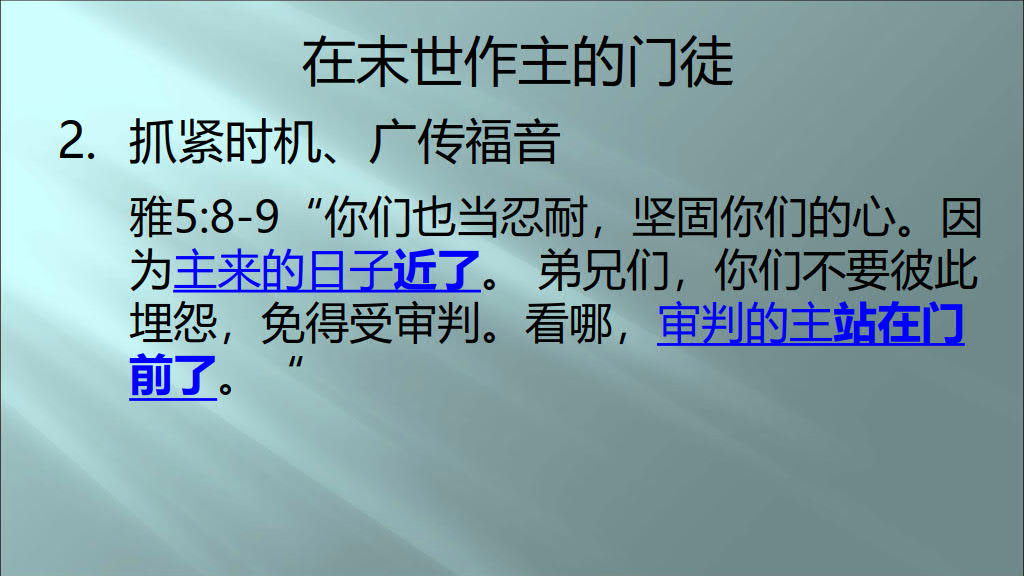 在末世作主的门徒
2. 抓紧时机、广传福音
雅5:8-9“你们也当忍耐，坚固你们的心。因
为主来的日子近了。 弟兄们，你们不要彼此
埋怨，免得受审判。看哪，审判的主站在门
前了。 “